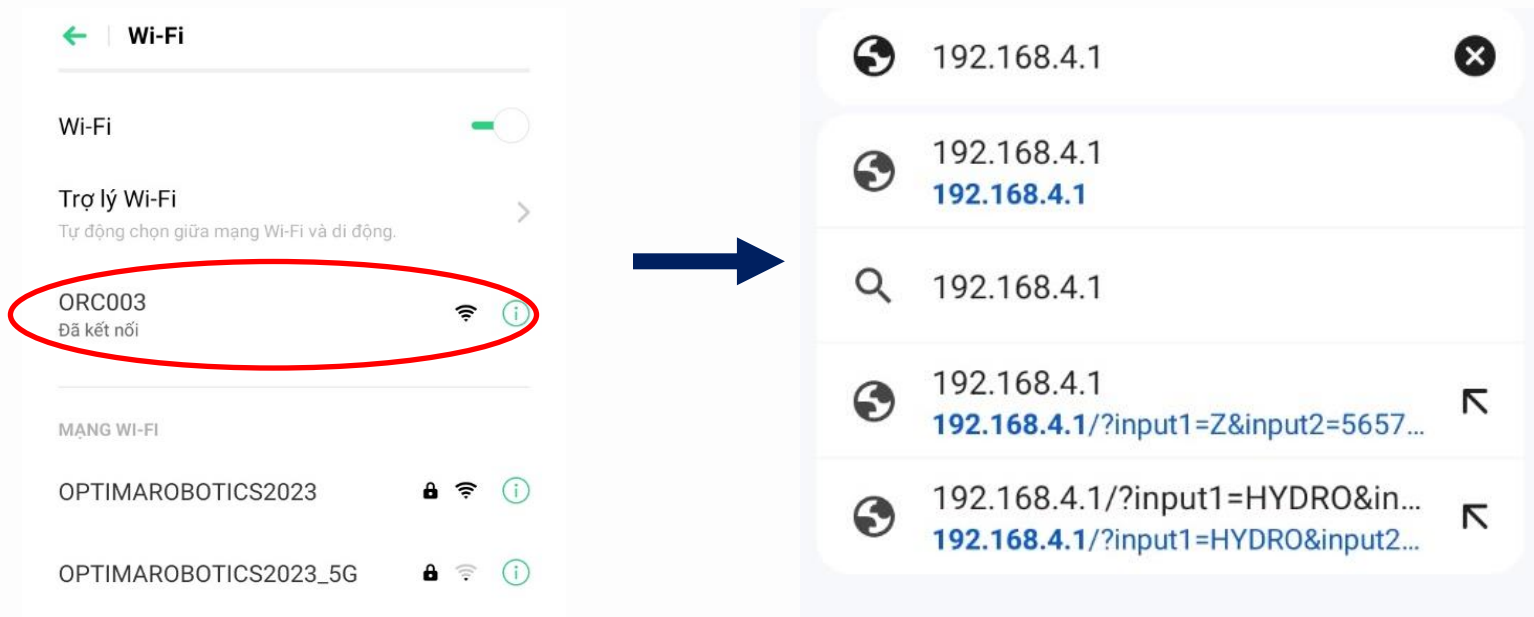 Wi-Fi
Wi-Fi
Trợ lý Wi-Fi
Tự động chọn giữa mạng Wi-Fi và di động.
ORC003
Đã kết nối
MẠNG WI-FI
OPTIMAROBOTICS2023
OPTIMAROBOTICS2023_5G
192.168.4.1
192.168.4.1
192.168.4.1
192.168.4.1
192.168.4.1
192.168.4.1/?input1=Z&input2=5657...
192.168.4.1/?input1=HYDRO&in...
192.168.4.1/?input1=HYDRO&input2...